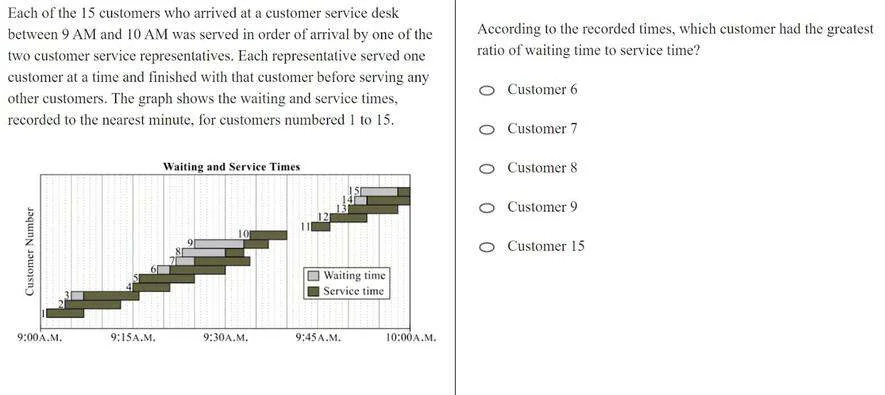 Each of the 15 customers who arrived at a customer service desk
between 9 AM and 10 AM was served in order of arrival by one of the
two customer service representatives. Each representative served one
customer at a time and finished with that customer before serving any
other customers. The graph shows the waiting and service times,
recorded to the nearest minute, for customers numbered 1 to 15.
Waiting and Service Times
Customer Number
15
14
13
12
11
10
9
8
7
6
5
4
3
2
1
Waiting time
Service time
9:00A.M.
9:15A.M.
9:30A.M.
9:45A.M.
10:00A.M.
According to the recorded times, which customer had the greatest
ratio of waiting time to service time?
Customer 6
Customer 7
Customer 8
Customer 9
Customer 15